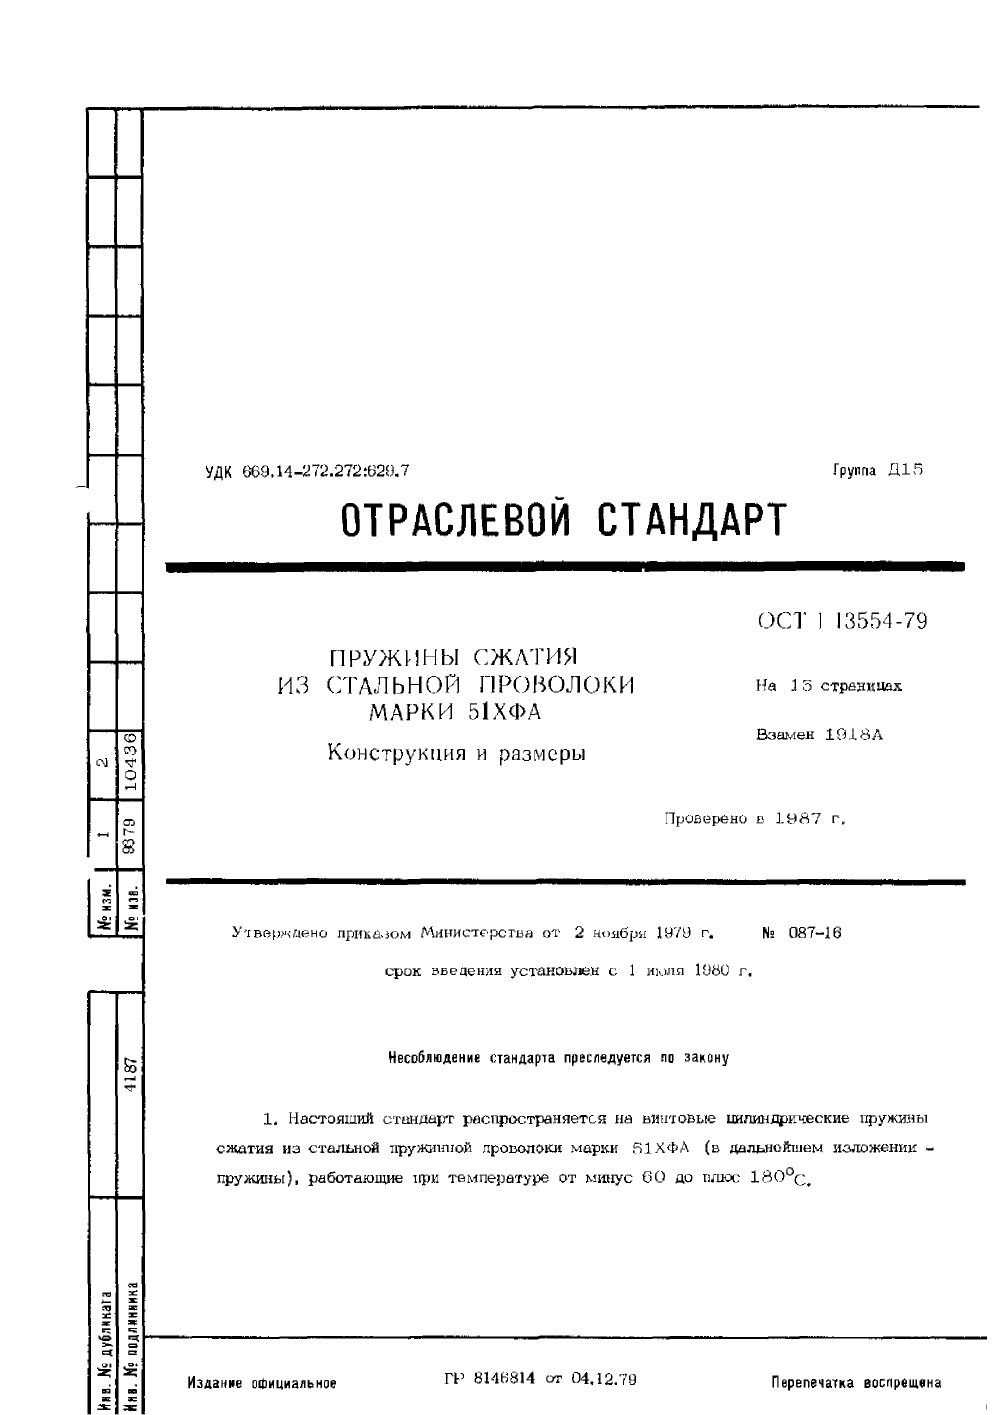 УДК 669.14-272.272:629.7
Группа Д15
ОТРАСЛЕВОЙ СТАНДАРТ
ПРУЖИНЫ СЖАТИЯ
ИЗ СТАЛЬНОЙ ПРОВОЛОКИ
МАРКИ 51ХФА
Конструкция и размеры
ОСТ 1 13554-79
На 15 страницах
Взамен 1918А
Проверено в 1987 г.
Утверждено приказом Министерства от 2 ноября 1979 г. № 087-16
срок введения установлен с 1 июля 1980 г.
Несоблюдение стандарта преследуется по закону
1. Настоящий стандарт распространяется на винтовые цилиндрические пружины
сжатия из стальной пружинной проволоки марки 51ХФА (в дальнейшем изложении –
пружины), работающие при температуре от минус 60 до плюс 180°С.
№ изм. 1 2
№ изв. 9379 10436
Инв. № дубликата
Инв. № подлинника 4187
Издание официальное
ГР 8146814 от 04.12.79
Перепечатка воспрещена